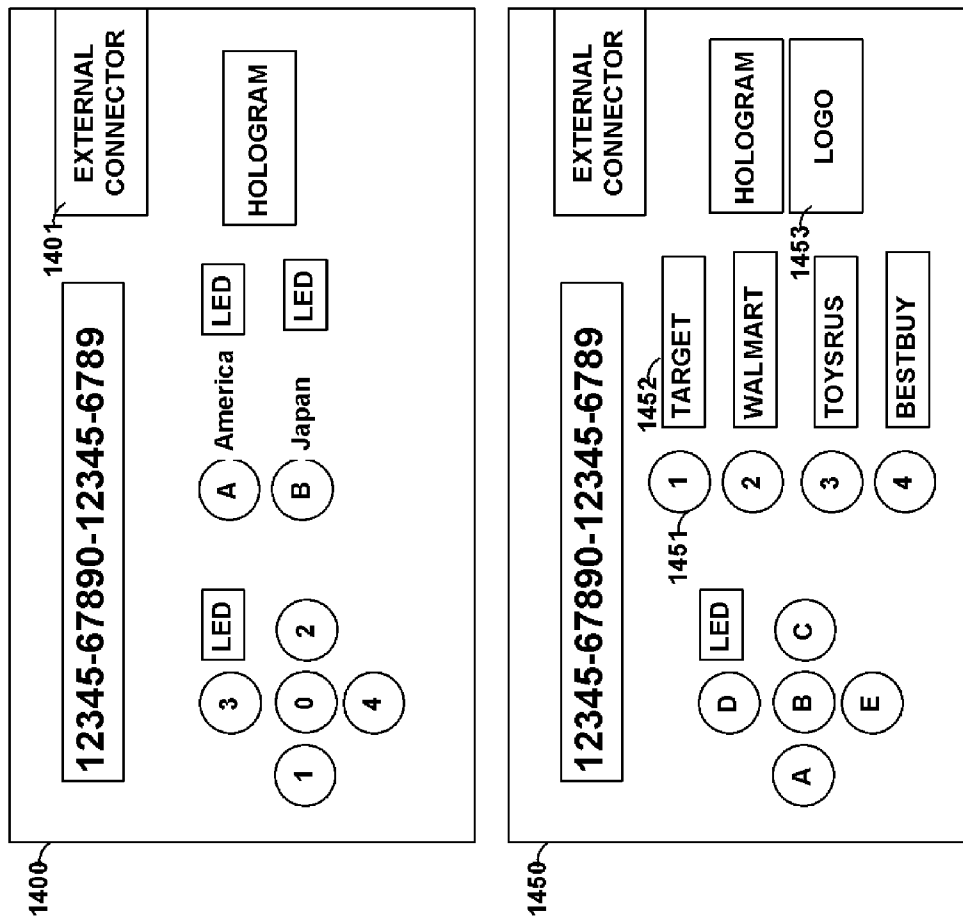 1400
1401
EXTERNAL
CONNECTOR
12345-67890-12345-6789
3
LED
1
0
2
4
A
America
LED
B
Japan
LED
HOLOGRAM
1450
EXTERNAL
CONNECTOR
12345-67890-12345-6789
D
LED
A
B
C
E
1451
1
1452
TARGET
2
WALMART
3
TOYSRUS
4
BESTBUY
HOLOGRAM
1453
LOGO